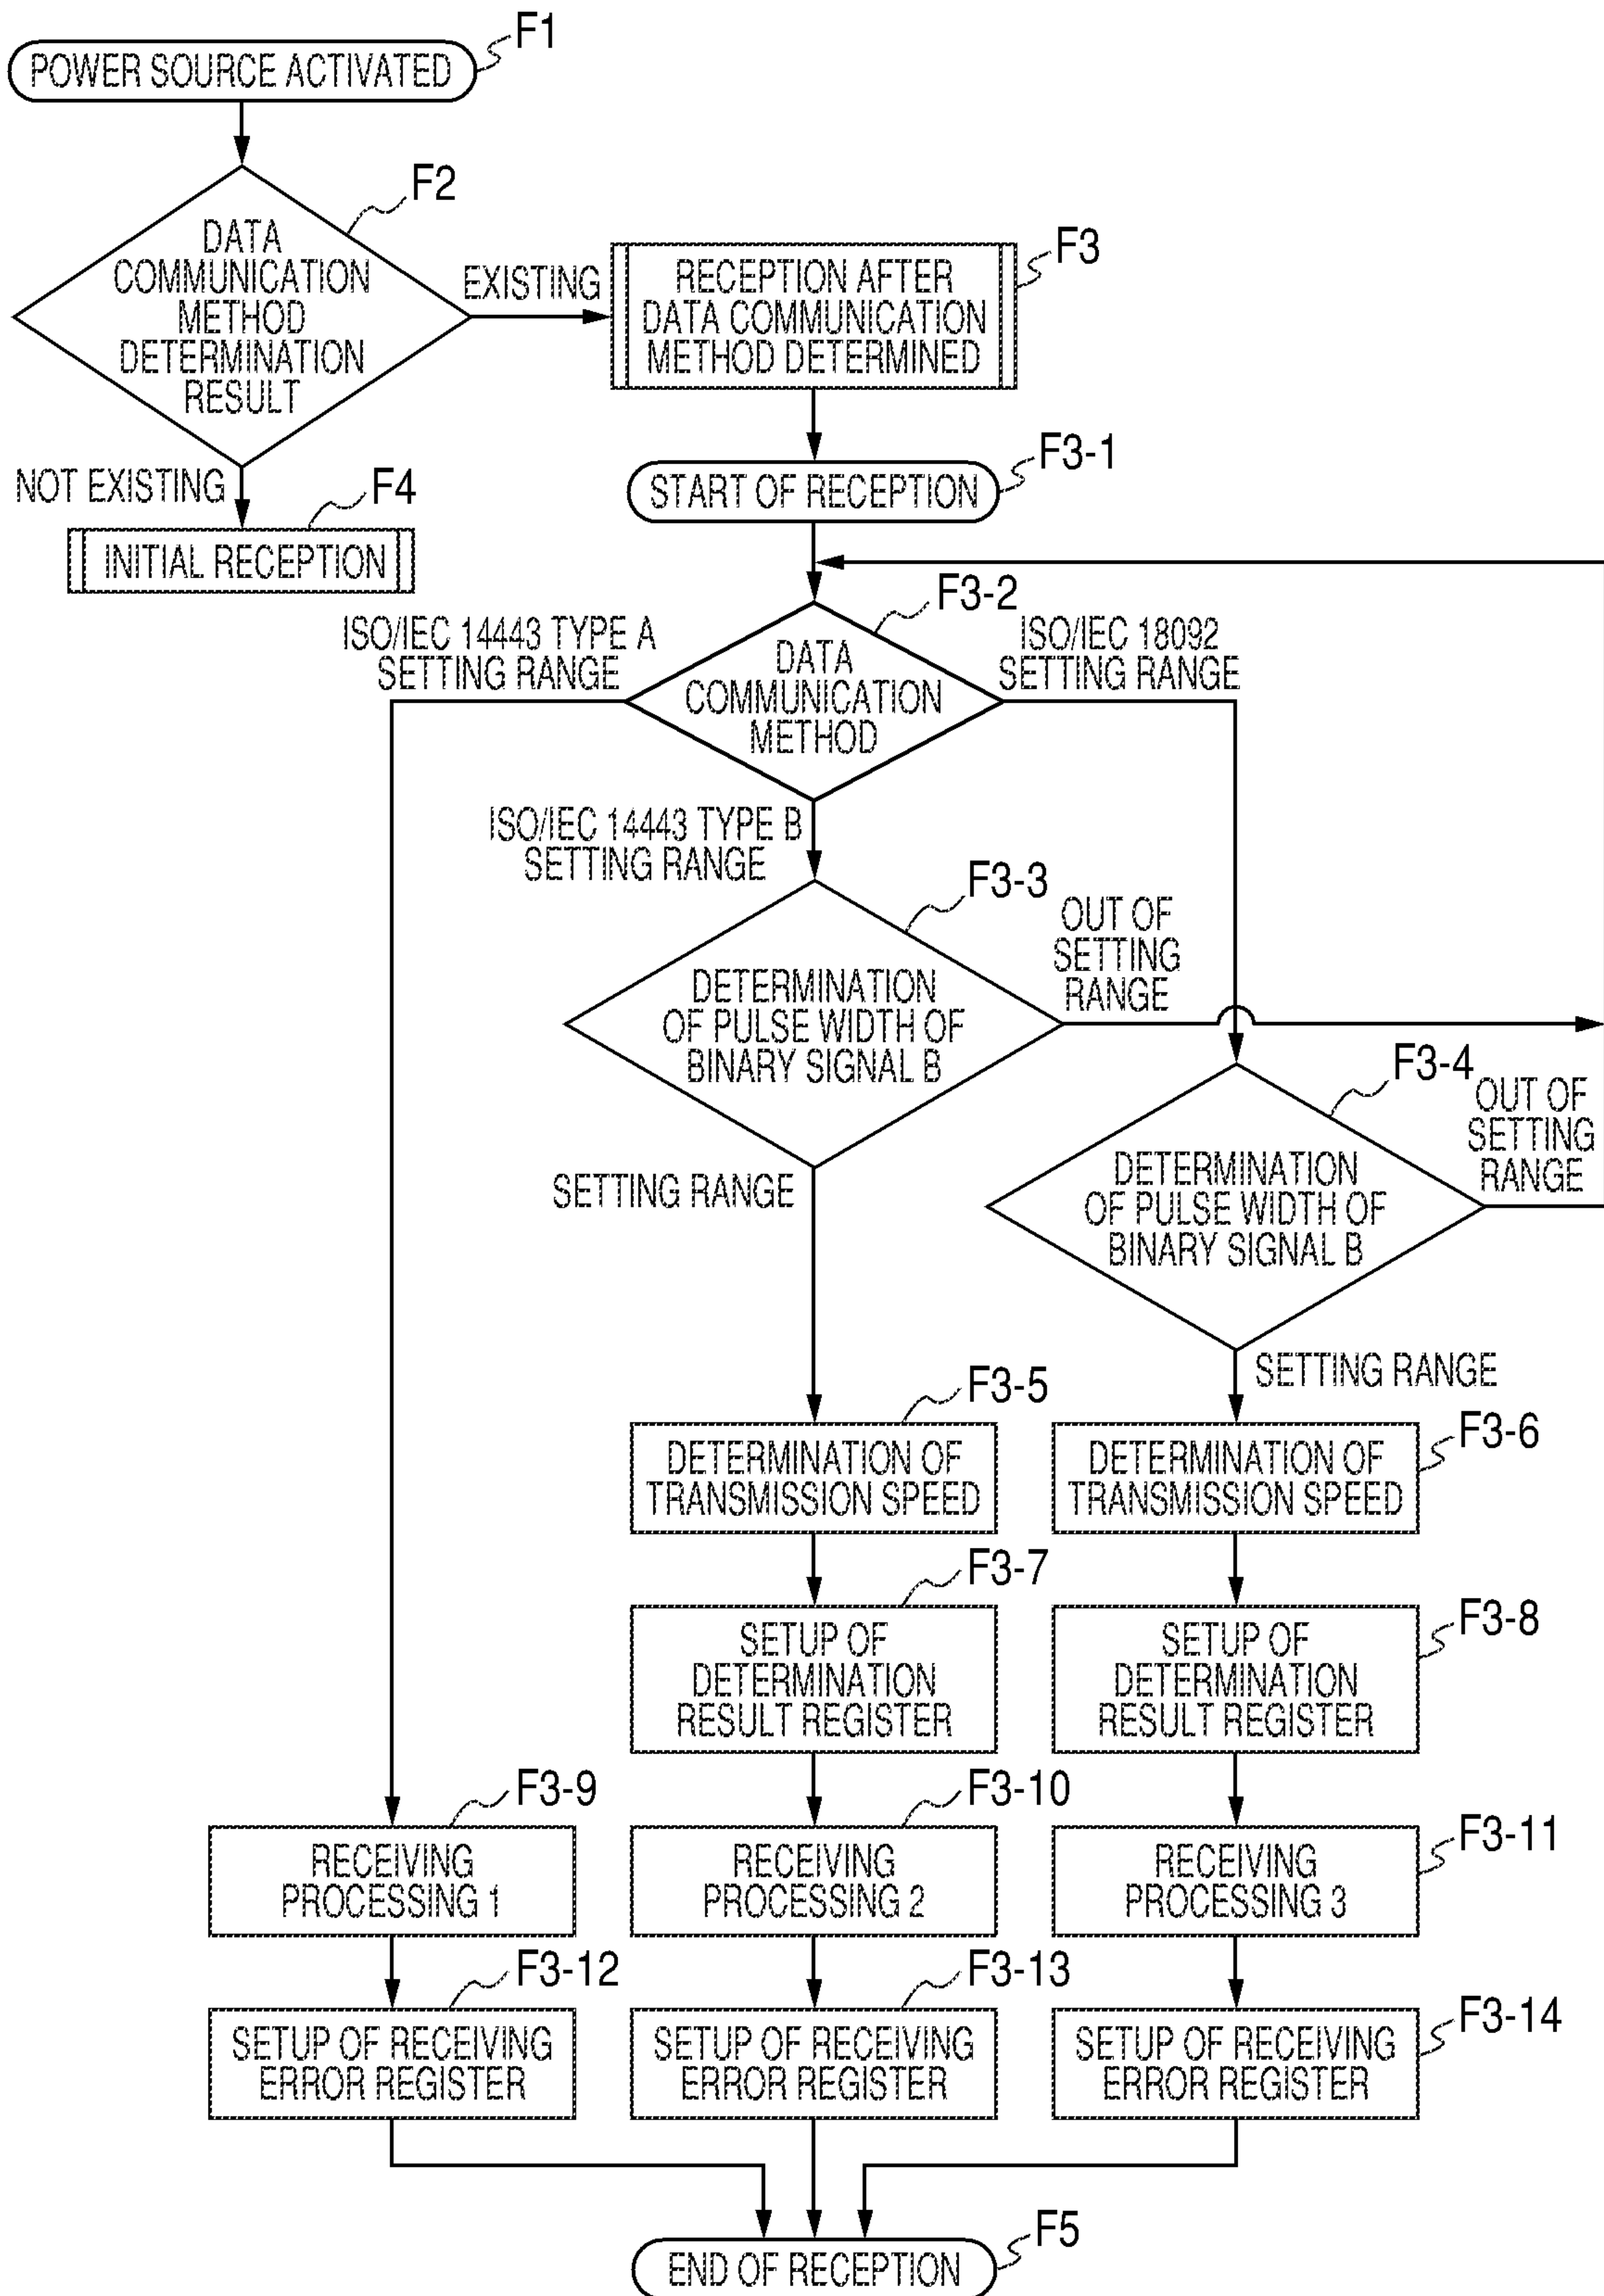 F1
POWER SOURCE ACTIVATED
F2
DATA
COMMUNICATION
METHOD
DETERMINATION
RESULT
EXISTING
F3
RECEPTION AFTER
DATA COMMUNICATION
METHOD DETERMINED
NOT EXISTING
F4
INITIAL RECEPTION
F3-1
START OF RECEPTION
F3-2
ISO/IEC 14443 TYPE A
SETTING RANGE
DATA
COMMUNICATION
METHOD
ISO/IEC 18092
SETTING RANGE
ISO/IEC 14443 TYPE B
SETTING RANGE
F3-3
DETERMINATION
OF PULSE WIDTH OF
BINARY SIGNAL B
OUT OF
SETTING
RANGE
SETTING RANGE
F3-4
DETERMINATION
OF PULSE WIDTH OF
BINARY SIGNAL B
OUT OF
SETTING
RANGE
SETTING RANGE
F3-5
DETERMINATION OF
TRANSMISSION SPEED
F3-6
DETERMINATION OF
TRANSMISSION SPEED
F3-7
SETUP OF
DETERMINATION
RESULT REGISTER
F3-8
SETUP OF
DETERMINATION
RESULT REGISTER
F3-9
RECEIVING
PROCESSING 1
F3-10
RECEIVING
PROCESSING 2
F3-11
RECEIVING
PROCESSING 3
F3-12
SETUP OF RECEIVING
ERROR REGISTER
F3-13
SETUP OF RECEIVING
ERROR REGISTER
F3-14
SETUP OF RECEIVING
ERROR REGISTER
F5
END OF RECEPTION